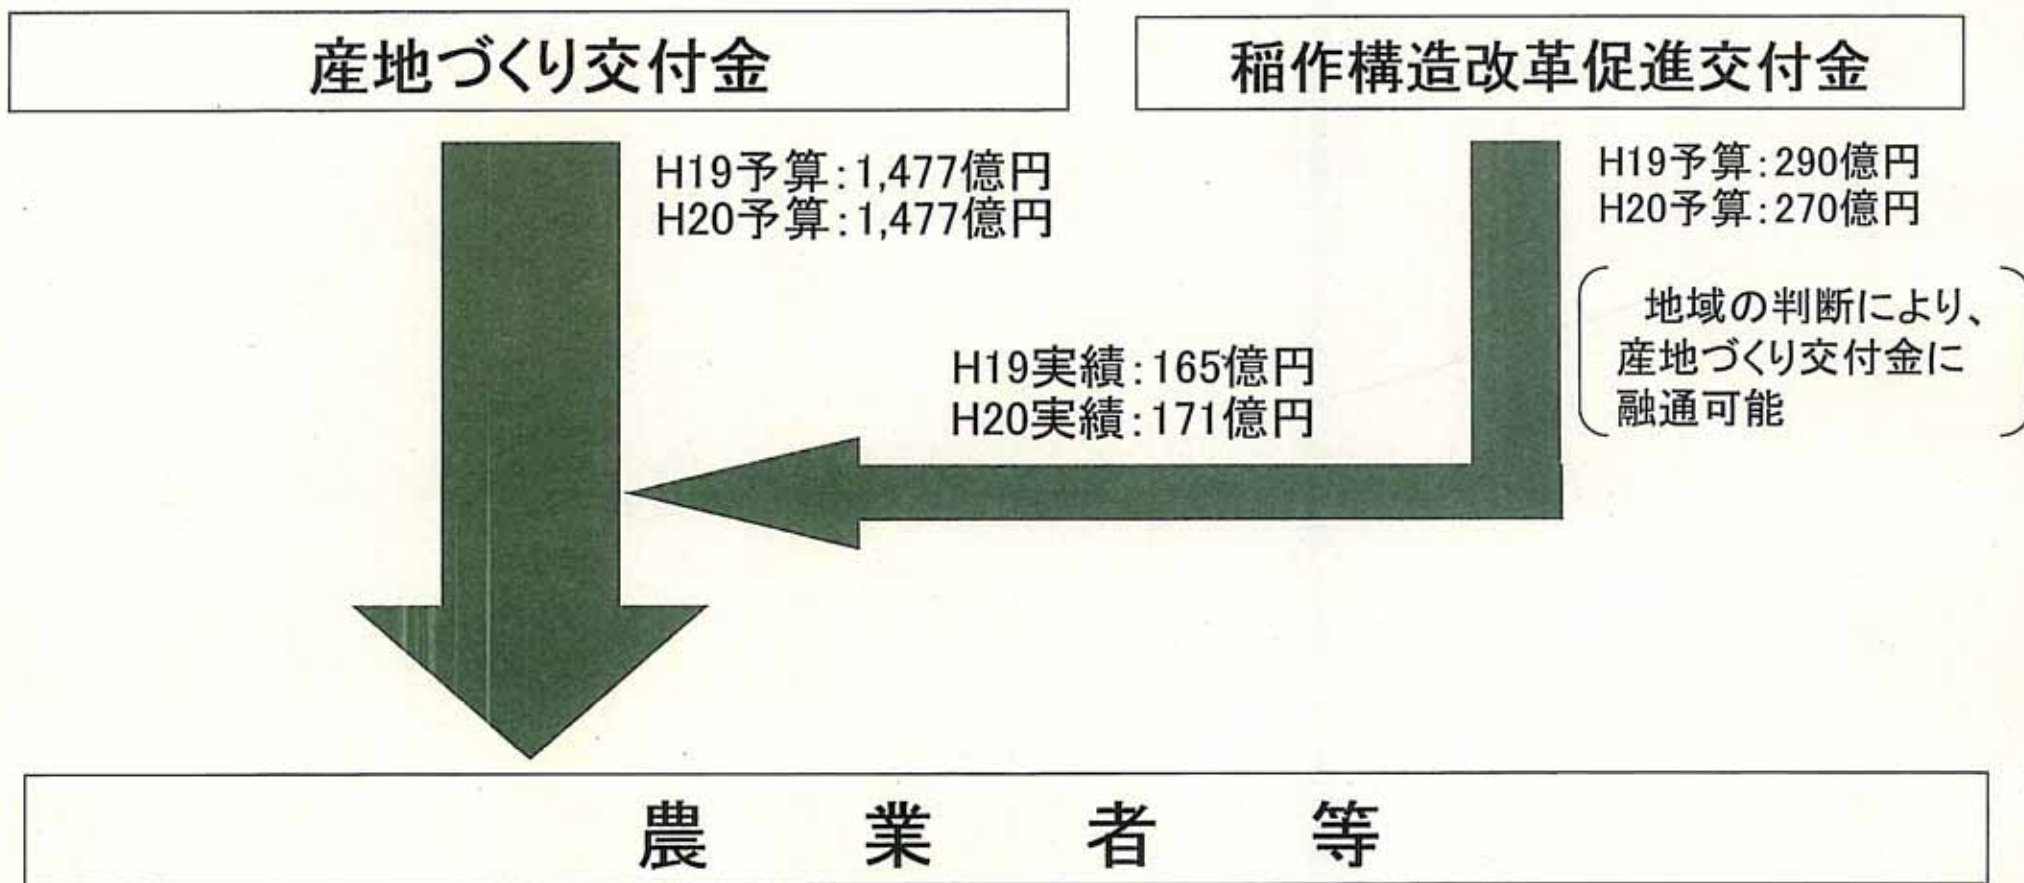 産地づくり交付金
稲作構造改革促進交付金
H19予算:1,477億円
H20予算:1,477億円
H19予算:290億円
H20予算:270億円
地域の判断により、
産地づくり交付金に
融通可能
H19実績:165億円
H20実績:171億円
農業者等